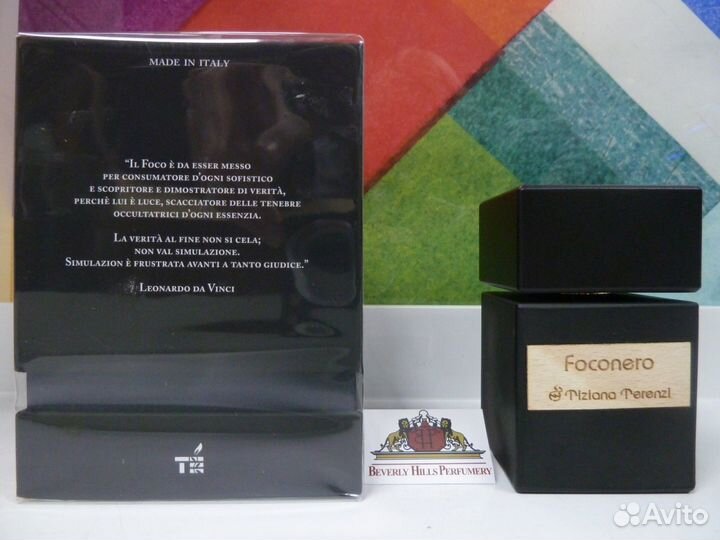 MADE IN ITALY
“IL FOCO È DA ESSER MESSO
PER CONSUMATORE D'OGNI SOFISTICO
E SCOPRITORE E DIMOSTRATORE DI VERITÀ,
PERCHÈ LUI È LUCE, SCACCIATORE DELLE TENEBRE
OCCULTATRICI D'OGNI ESSENZIA.
LA VERITÀ AL FINE NON SI CELA;
NON VAL SIMULAZIONE.
SIMULAZION È FRUSTRATA AVANTI A TANTO GIUDICE.”
LEONARDO DA VINCI
BEVERLY HILLS PERFUMERY
Foconero
Tiziana Terenzi
Avito